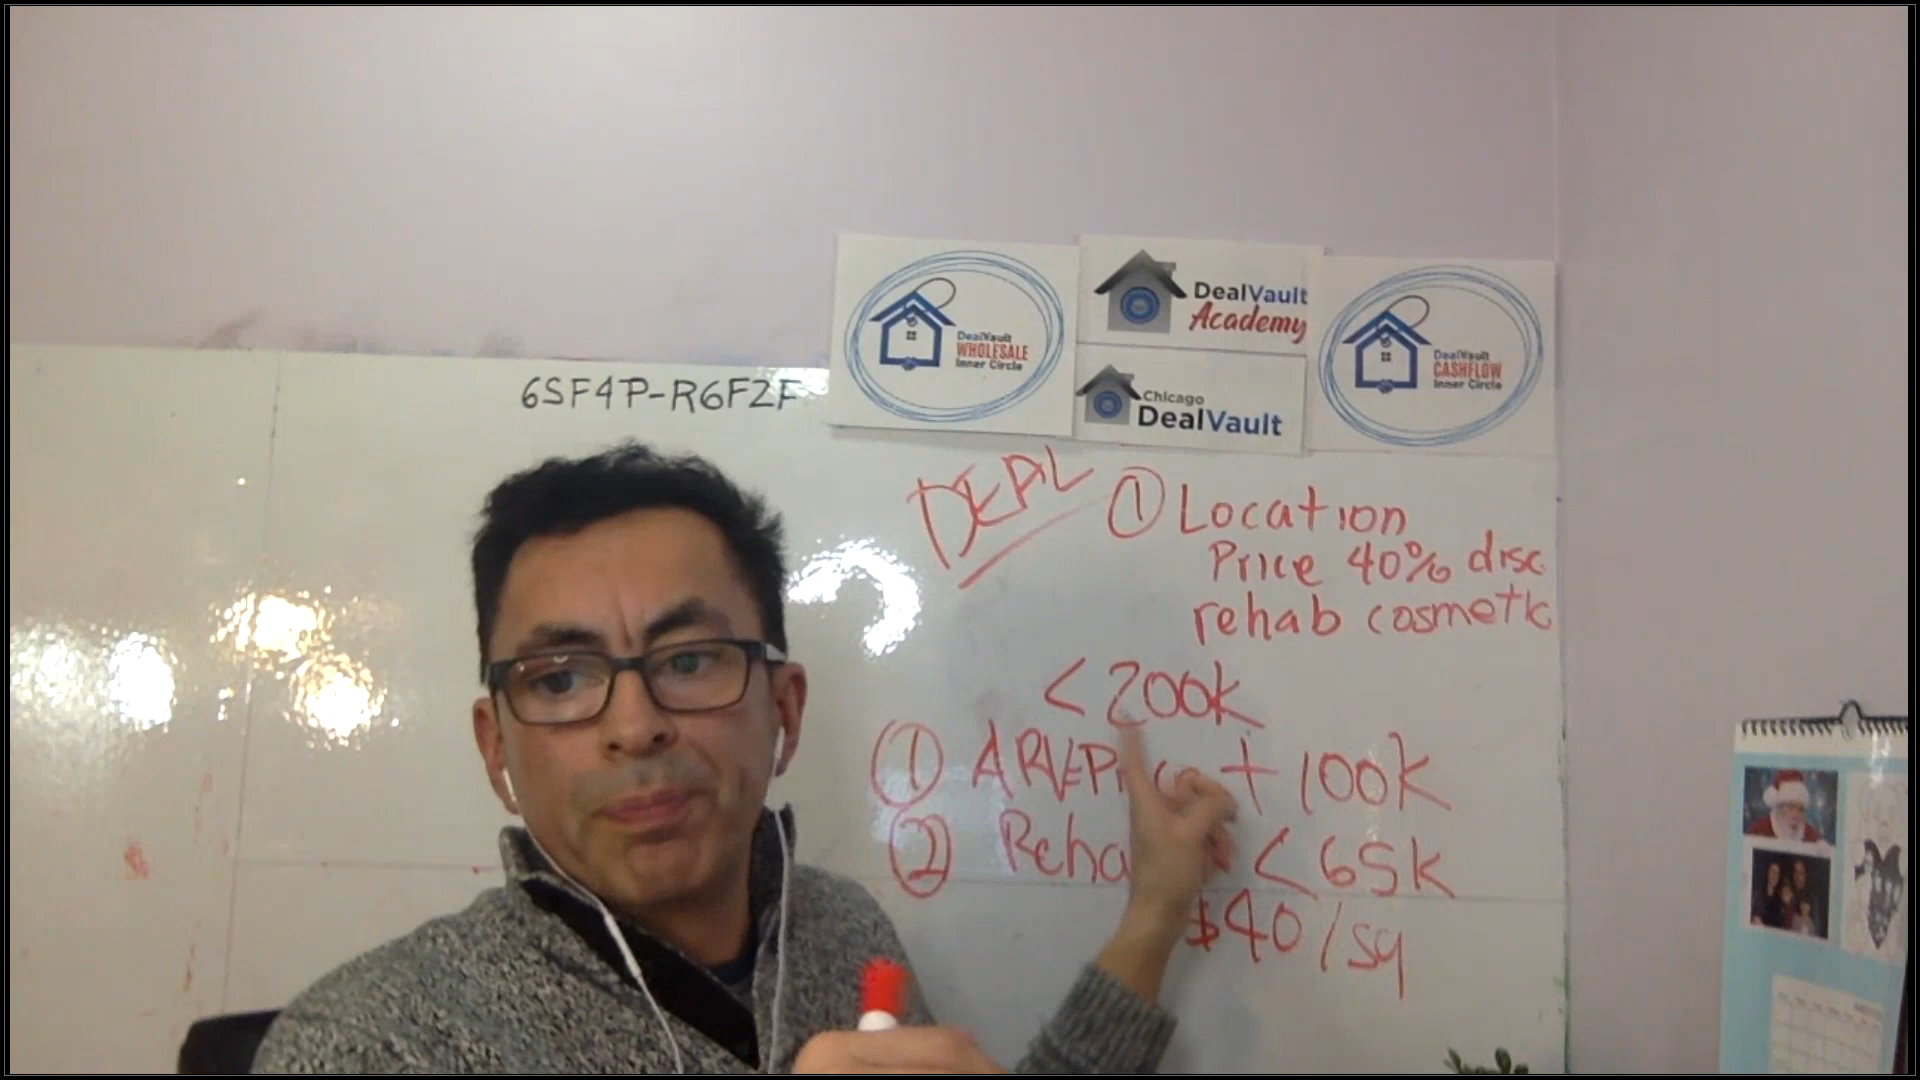 6SF4P-R6F2F
DealVault
WHOLESALE
Inner Circle
DealVault
Academy
Chicago
DealVault
DealVault
CASHFLOW
Inner Circle
DEAL
① Location
Price 40% disc.
rehab cosmetic
< 200k
① ARV=Price + 100k
② Reha < 65k
$40/sq